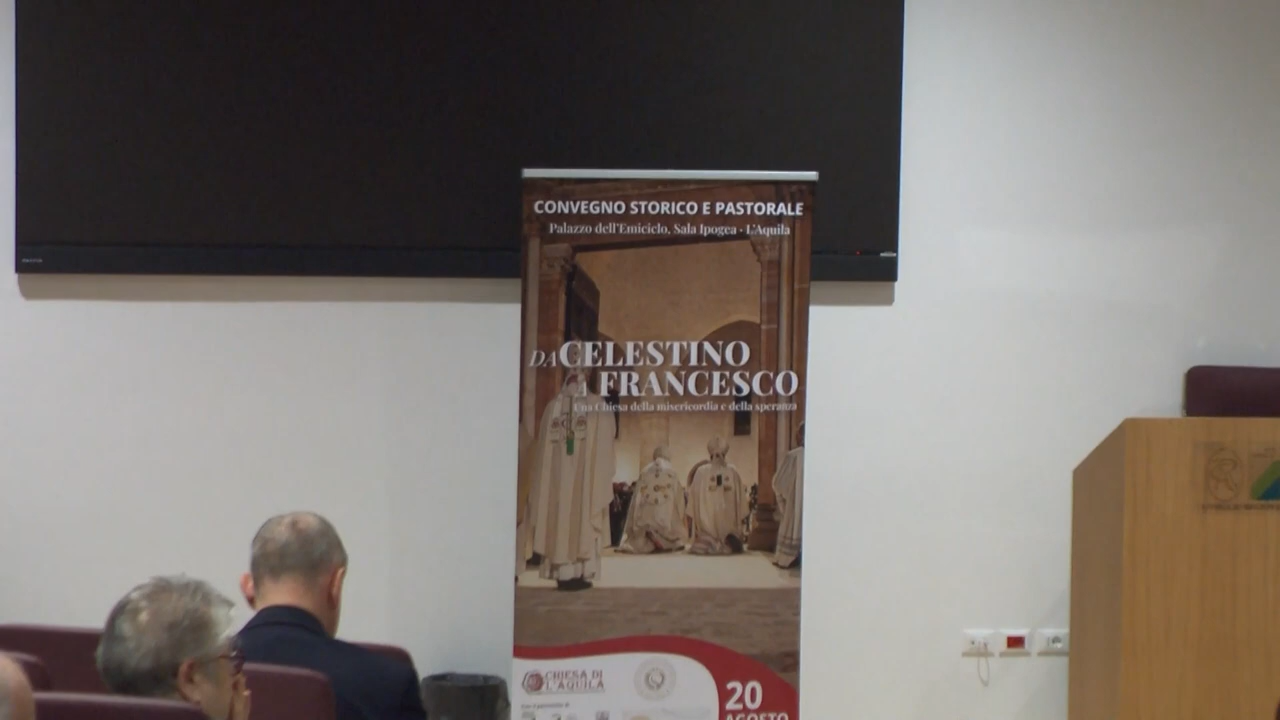 CONVEGNO STORICO E PASTORALE
Palazzo dell'Emiciclo, Sala Ipogea · L'Aquila
DA CELESTINO
A FRANCESCO
Una Chiesa della misericordia e della speranza
CHIESA DI
L'AQUILA
20
AGOSTO